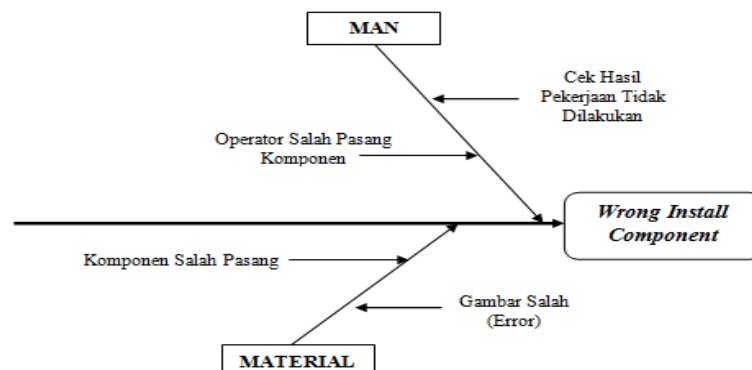 MAN
Cek Hasil
Pekerjaan Tidak
Dilakukan
Operator Salah Pasang
Komponen
Wrong Install
Component
Komponen Salah Pasang
Gambar Salah
(Error)
MATERIAL